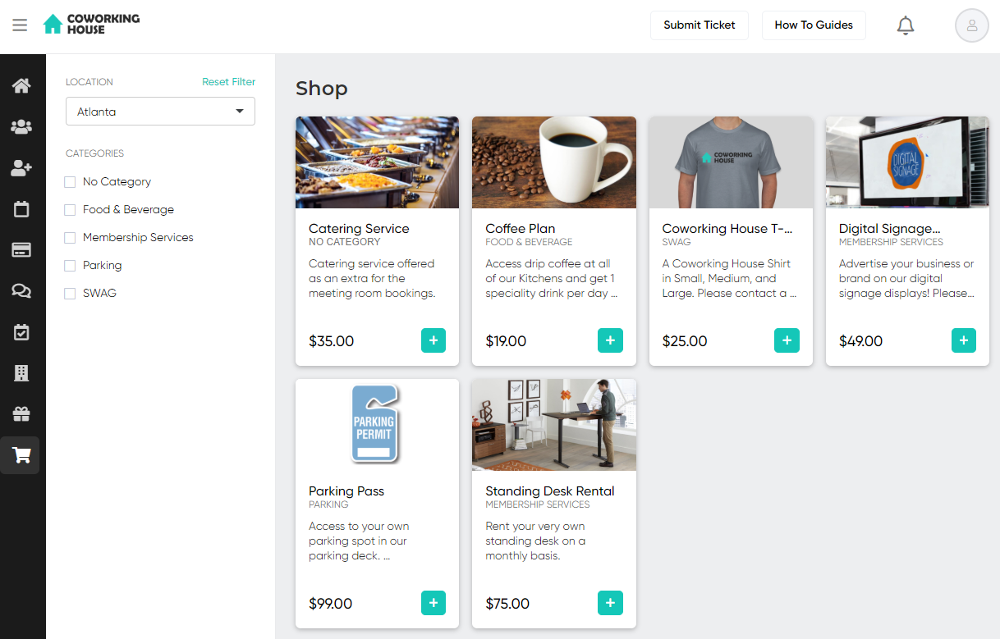 COWORKING
HOUSE
Submit Ticket
How To Guides
LOCATION
Reset Filter
Atlanta
CATEGORIES
No Category
Food & Beverage
Membership Services
Parking
SWAG
Shop
Catering Service
NO CATEGORY
Catering service offered
as an extra for the
meeting room bookings.
$35.00
+
Coffee Plan
FOOD & BEVERAGE
Access drip coffee at all
of our Kitchens and get 1
speciality drink per day ...
$19.00
+
COWORKING
HOUSE
Coworking House T-...
SWAG
A Coworking House Shirt
in Small, Medium, and
Large. Please contact a ...
$25.00
+
DIGITAL
SIGNAGE
Digital Signage...
MEMBERSHIP SERVICES
Advertise your business or
brand on our digital
signage displays! Please...
$49.00
+
PARKING
PERMIT
Parking Pass
PARKING
Access to your own
parking spot in our
parking deck. ...
$99.00
+
Standing Desk Rental
MEMBERSHIP SERVICES
Rent your very own
standing desk on a
monthly basis.
$75.00
+